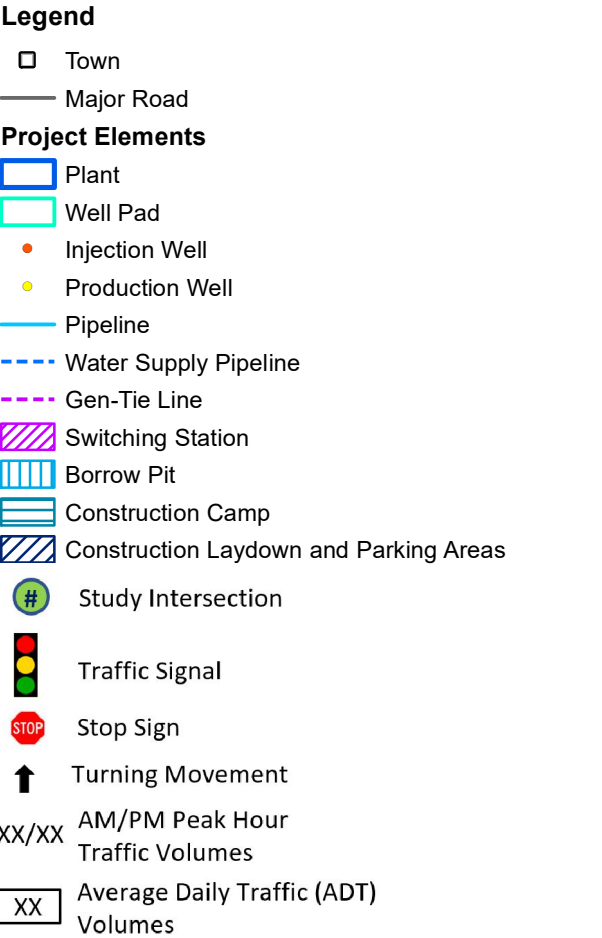 Legend
Town
Major Road
Project Elements
Plant
Well Pad
Injection Well
Production Well
Pipeline
Water Supply Pipeline
Gen-Tie Line
Switching Station
Borrow Pit
Construction Camp
Construction Laydown and Parking Areas
# Study Intersection
Traffic Signal
STOP Stop Sign
Turning Movement
XX/XX AM/PM Peak Hour
Traffic Volumes
XX Average Daily Traffic (ADT)
Volumes